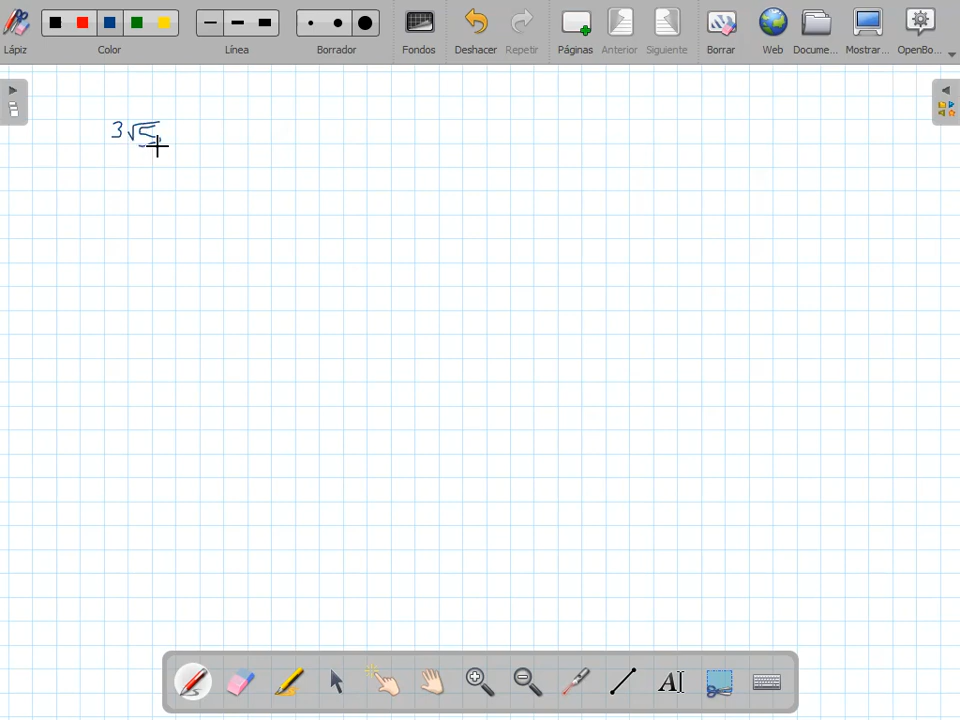 Lápiz Color Línea Borrador Fondos Deshacer Repetir Páginas Anterior Siguiente Borrar Web Docume... Mostrar... OpenBo...
3√5
A